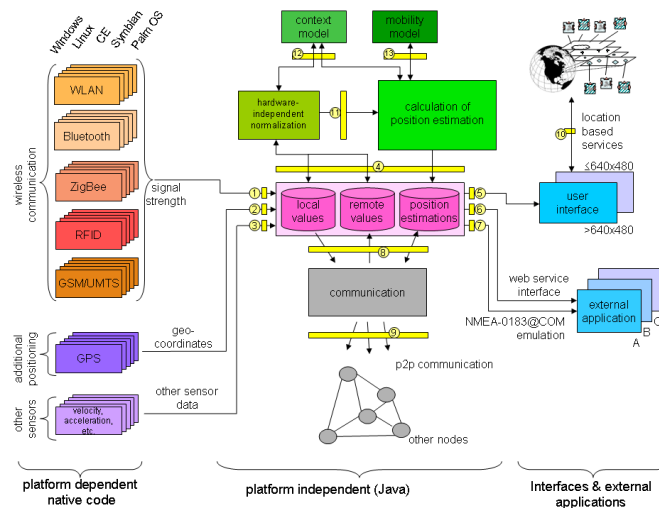 Windows
Linux
CE
Symbian
Palm OS
context
model
mobility
model
12
13
WLAN
hardware-
independent
normalization
11
calculation of
position estimation
Bluetooth
10
location
based
services
wireless
communication
4
≤640x480
ZigBee
signal
strength
1
2
3
local
values
remote
values
position
estimations
5
6
7
user
interface
>640x480
RFID
8
GSM/UMTS
communication
web service
interface
external
application
NMEA-0183@COM
emulation
A
B
C
9
additional
positioning
GPS
geo-
coordinates
p2p communication
other
sensors
velocity,
acceleration,
etc.
other sensor
data
other nodes
platform dependent
native code
platform independent (Java)
Interfaces & external
applications